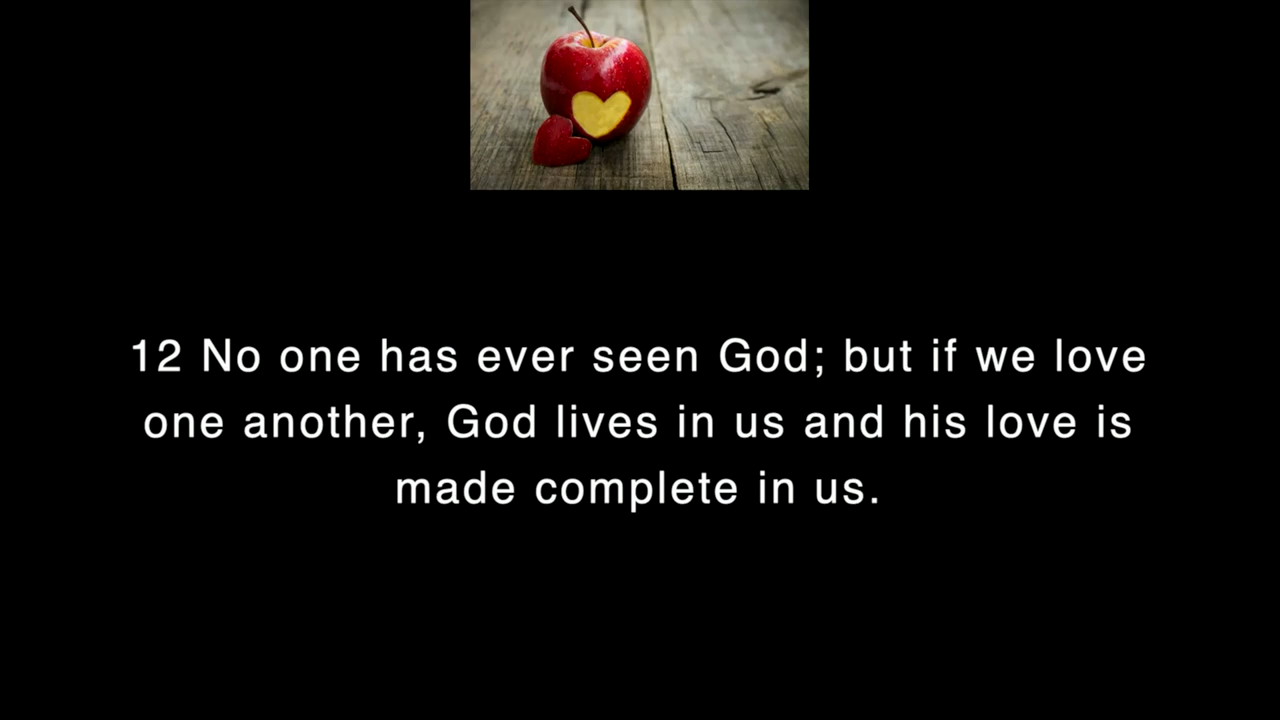 12 No one has ever seen God; but if we love
one another, God lives in us and his love is
made complete in us.